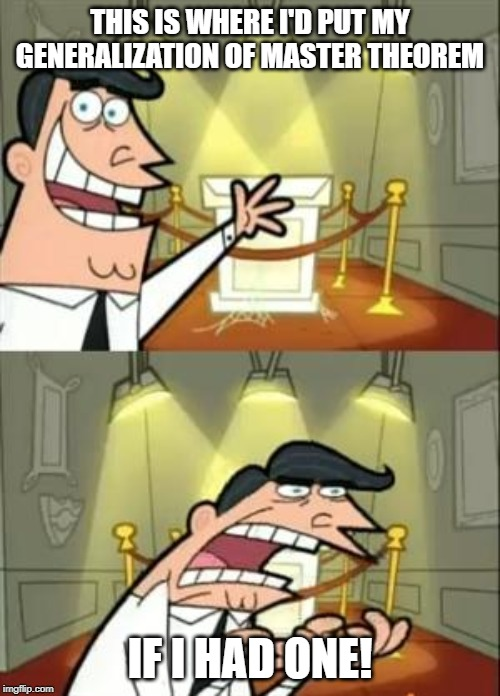 THIS IS WHERE I'D PUT MY
GENERALIZATION OF MASTER THEOREM
IF I HAD ONE!
imgflip.com